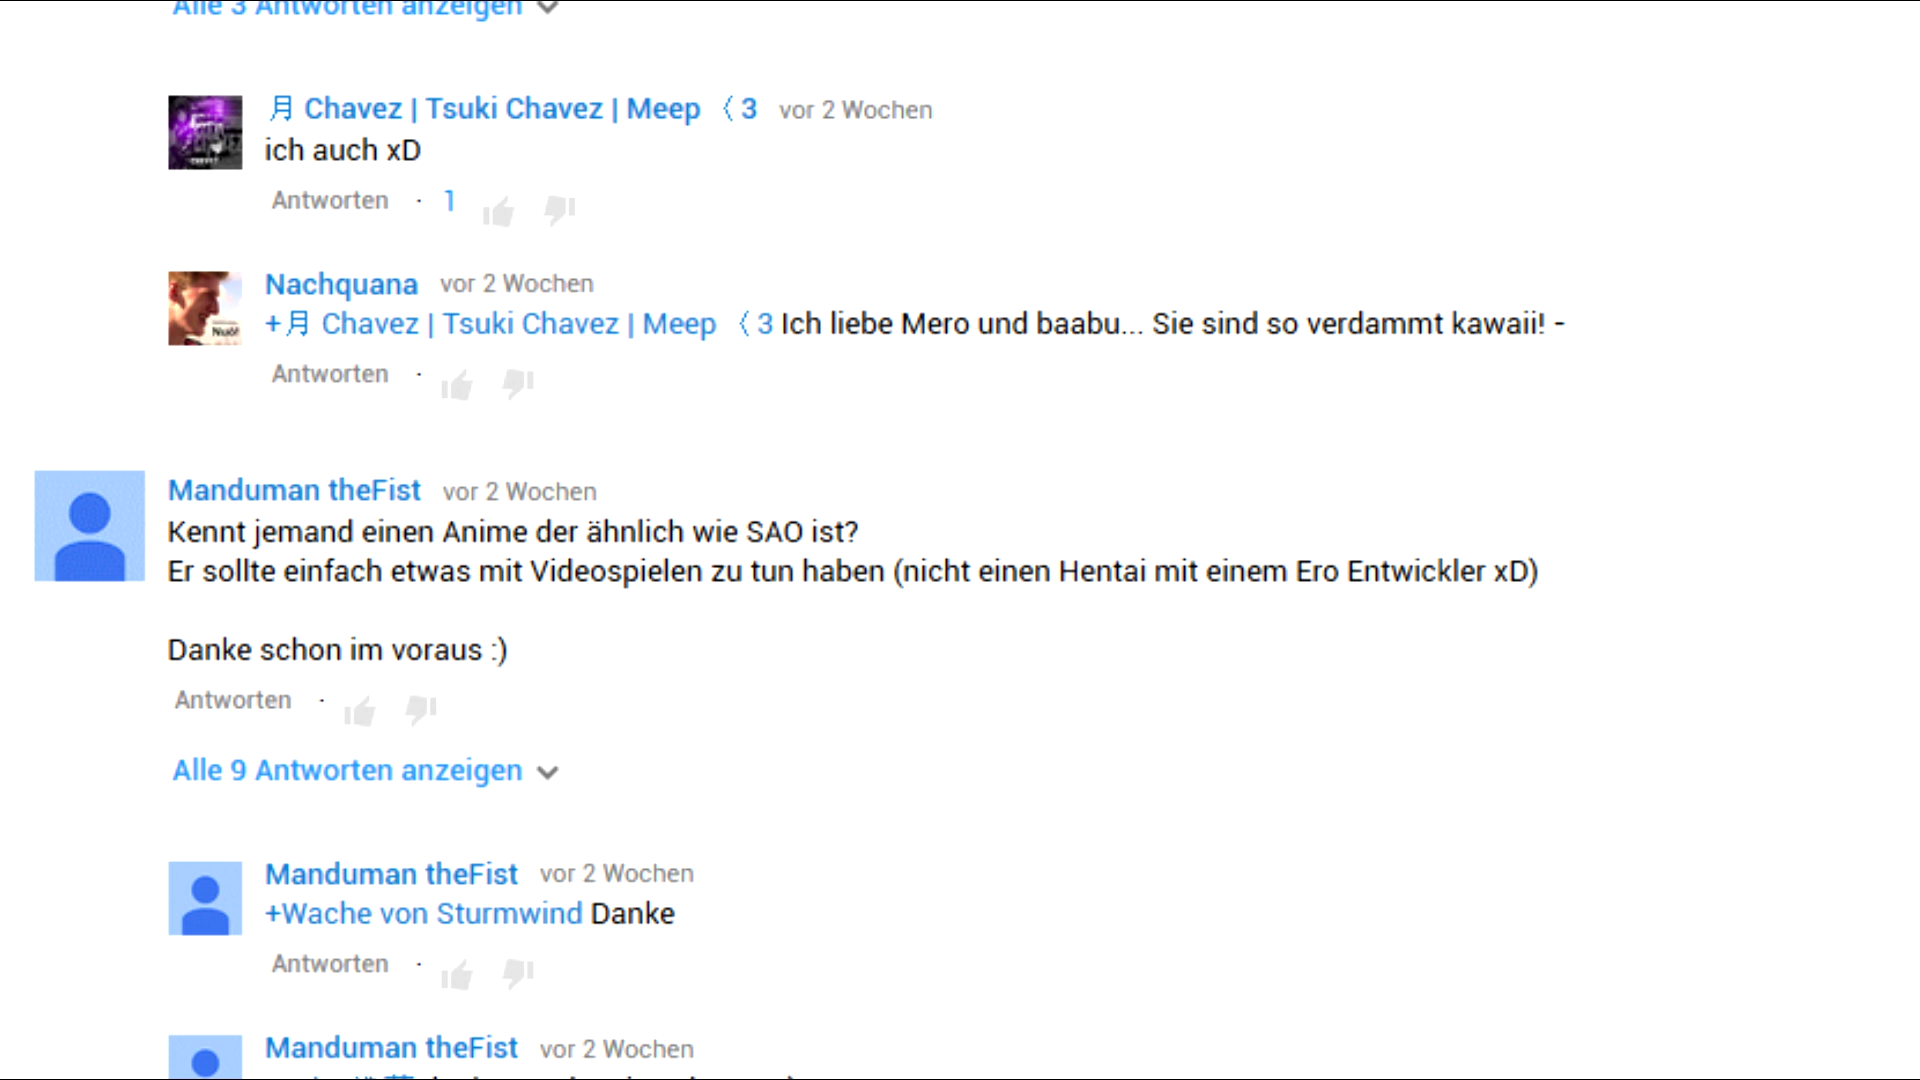 Alle 3 Antworten anzeigen
月 Chavez | Tsuki Chavez | Meep 〈 3 vor 2 Wochen
ich auch xD
Antworten · 1
Nachquana vor 2 Wochen
+月 Chavez | Tsuki Chavez | Meep 〈 3 Ich liebe Mero und baabu... Sie sind so verdammt kawaii! -
Antworten ·
Manduman theFist vor 2 Wochen
Kennt jemand einen Anime der ähnlich wie SAO ist?
Er sollte einfach etwas mit Videospielen zu tun haben (nicht einen Hentai mit einem Ero Entwickler xD)
Danke schon im voraus :)
Antworten ·
Alle 9 Antworten anzeigen
Manduman theFist vor 2 Wochen
+Wache von Sturmwind Danke
Antworten ·
Manduman theFist vor 2 Wochen